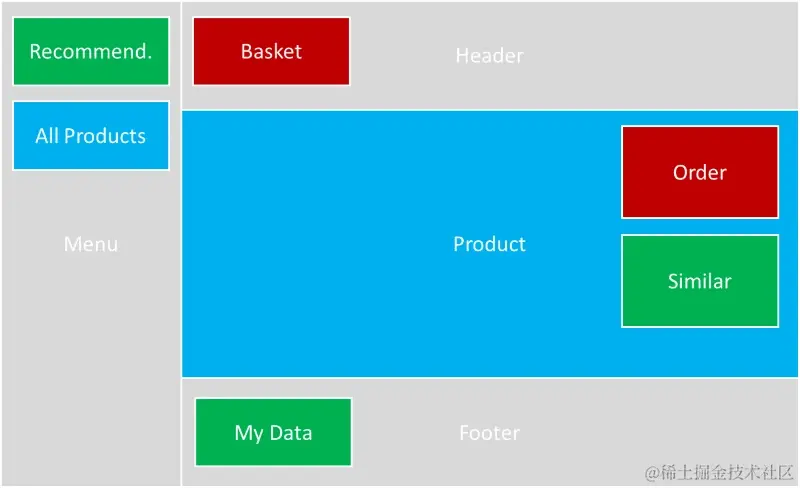 Recommend.
Basket
Header
All Products
Order
Menu
Product
Similar
My Data
Footer
@稀土掘金技术社区